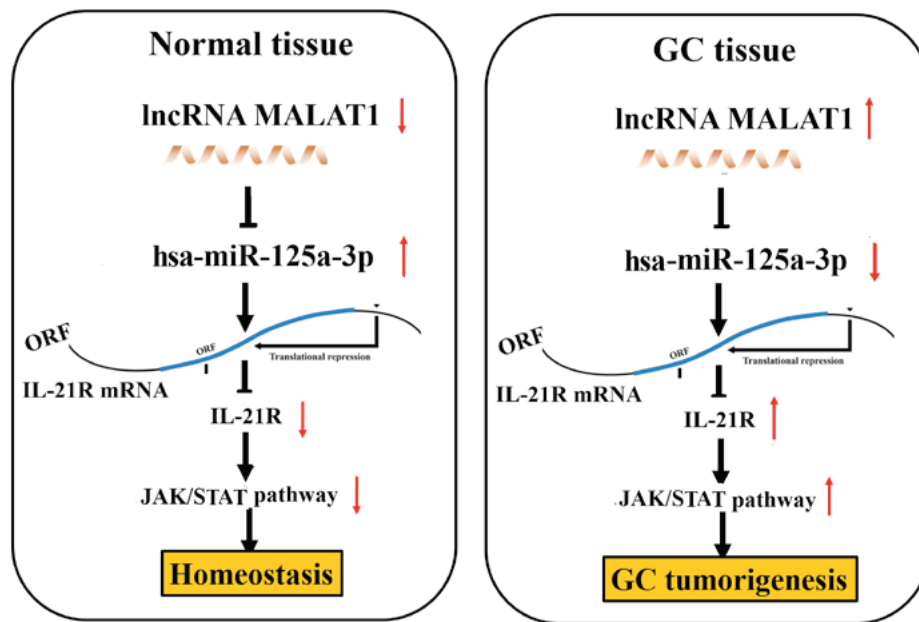 Normal tissue
lncRNA MALAT1
hsa-miR-125a-3p
ORF
ORF
Translational repression
IL-21R mRNA
IL-21R
JAK/STAT pathway
Homeostasis
GC tissue
lncRNA MALAT1
hsa-miR-125a-3p
ORF
ORF
Translational repression
IL-21R mRNA
IL-21R
JAK/STAT pathway
GC tumorigenesis